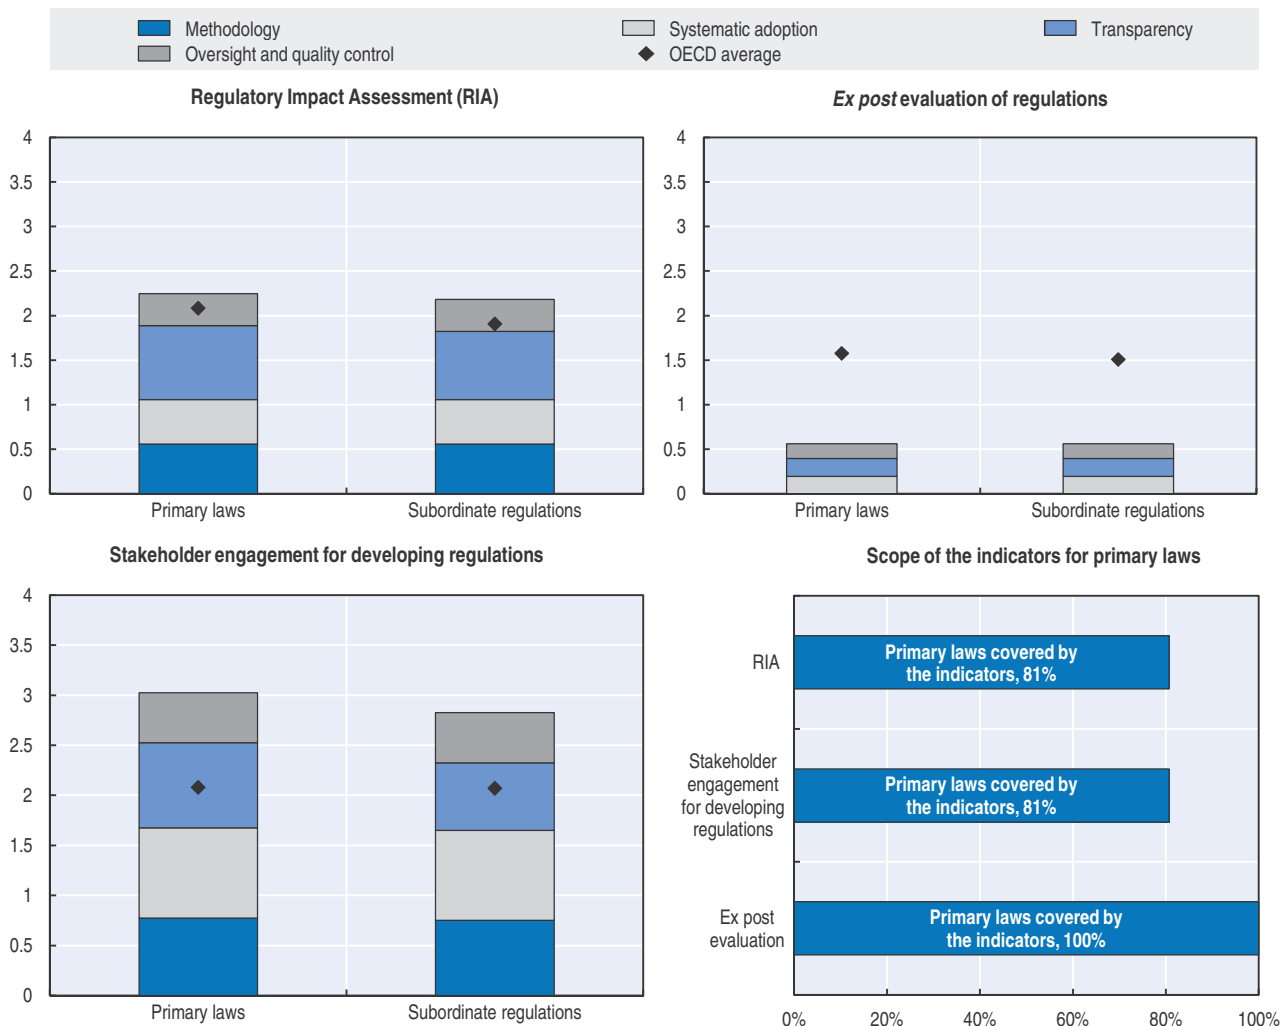 Methodology
Systematic adoption
Transparency
Oversight and quality control
OECD average
Regulatory Impact Assessment (RIA)
4
3.5
3
2.5
2
1.5
1
0.5
0
Primary laws
Subordinate regulations
Ex post evaluation of regulations
4
3.5
3
2.5
2
1.5
1
0.5
0
Primary laws
Subordinate regulations
Stakeholder engagement for developing regulations
4
3.5
3
2.5
2
1.5
1
0.5
0
Primary laws
Subordinate regulations
Scope of the indicators for primary laws
RIA
Primary laws covered by
the indicators, 81%
Stakeholder
engagement
for developing
regulations
Primary laws covered by
the indicators, 81%
Ex post
evaluation
Primary laws covered by
the indicators, 100%
0%
20%
40%
60%
80%
100%